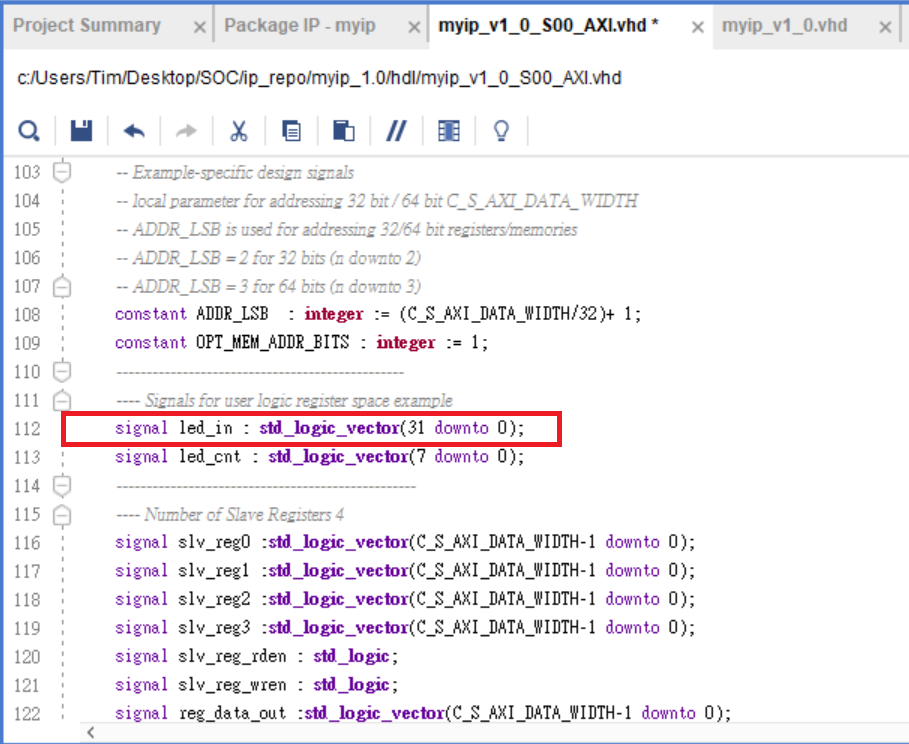 Project Summary × Package IP - myip × myip_v1_0_S00_AXI.vhd * × myip_v1_0.vhd ×
c:/Users/Tim/Desktop/SOC/ip_repo/myip_1.0/hdl/myip_v1_0_S00_AXI.vhd
//
103 -- Example-specific design signals
104 -- local parameter for addressing 32 bit / 64 bit C_S_AXI_DATA_WIDTH
105 -- ADDR_LSB is used for addressing 32/64 bit registers/memories
106 -- ADDR_LSB = 2 for 32 bits (n downto 2)
107 -- ADDR_LSB = 3 for 64 bits (n downto 3)
108 constant ADDR_LSB : integer := (C_S_AXI_DATA_WIDTH/32)+ 1;
109 constant OPT_MEM_ADDR_BITS : integer := 1;
110 ------------------------------------------------
111 ---- Signals for user logic register space example
112 signal led_in : std_logic_vector(31 downto 0);
113 signal led_cnt : std_logic_vector(7 downto 0);
114 --------------------------------------------------
115 ---- Number of Slave Registers 4
116 signal slv_reg0 :std_logic_vector(C_S_AXI_DATA_WIDTH-1 downto 0);
117 signal slv_reg1 :std_logic_vector(C_S_AXI_DATA_WIDTH-1 downto 0);
118 signal slv_reg2 :std_logic_vector(C_S_AXI_DATA_WIDTH-1 downto 0);
119 signal slv_reg3 :std_logic_vector(C_S_AXI_DATA_WIDTH-1 downto 0);
120 signal slv_reg_rden : std_logic;
121 signal slv_reg_wren : std_logic;
122 signal reg_data_out :std_logic_vector(C_S_AXI_DATA_WIDTH-1 downto 0);